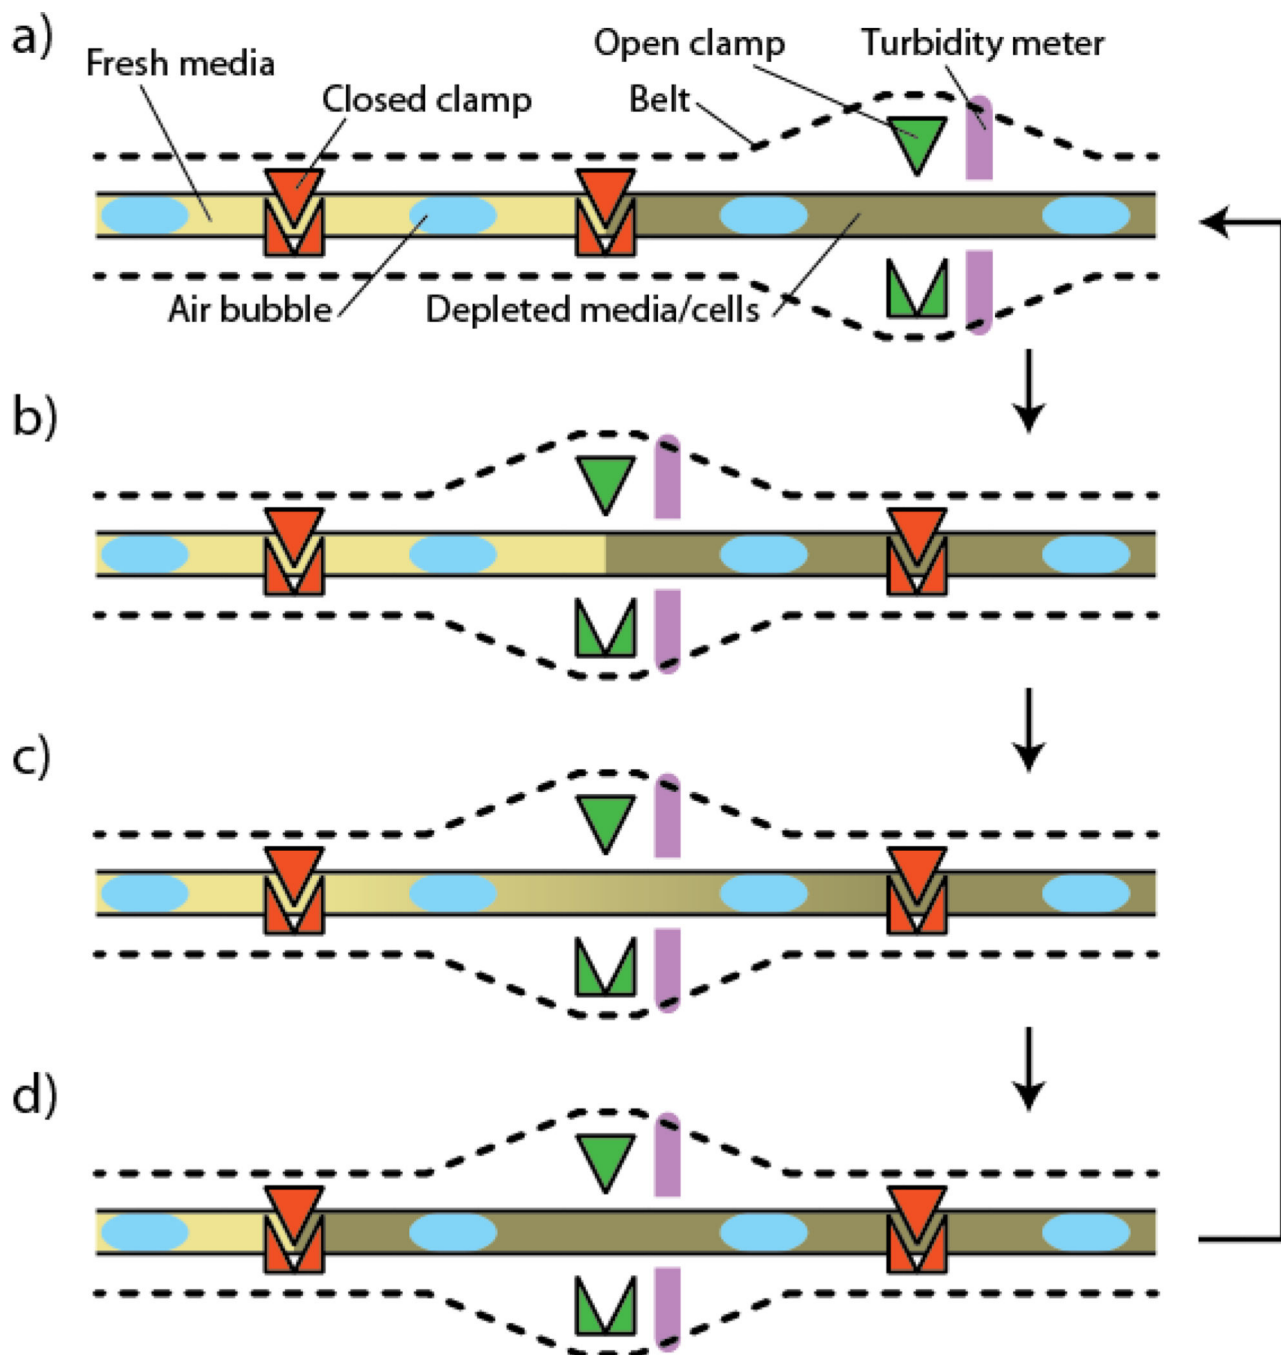 a)
Fresh media
Closed clamp
Open clamp
Belt
Turbidity meter
Air bubble
Depleted media/cells
b)
c)
d)